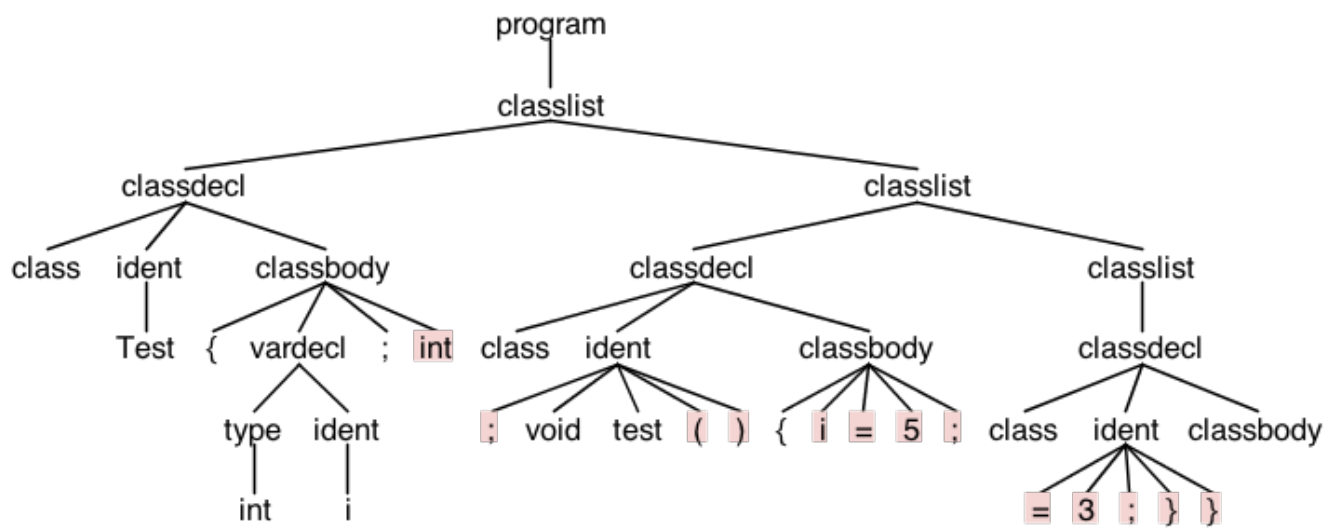 program
classlist
classdecl classlist
class ident classbody classdecl classlist
Test { vardecl ; int class ident classbody classdecl
type ident ; void test ( ) { i = 5 ; class ident classbody
int i = 3 ; } }